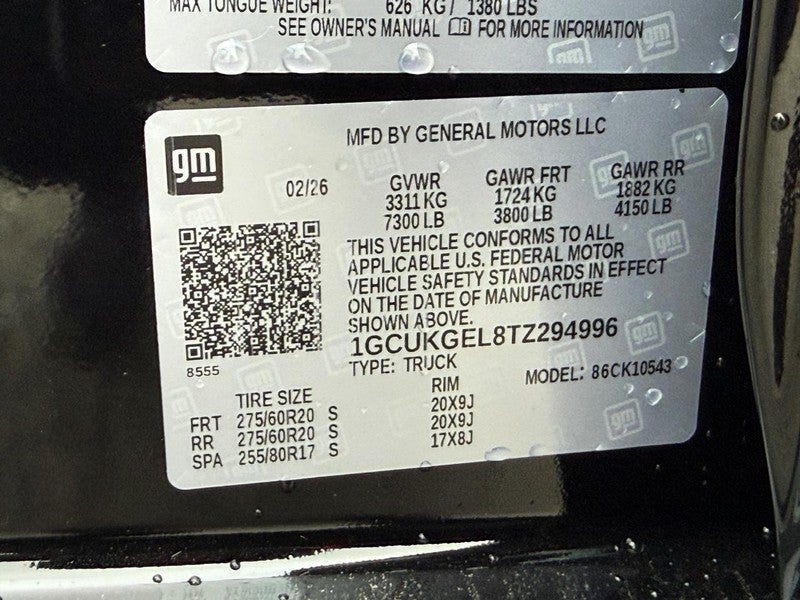 MAX TONGUE WEIGHT: 626 KG / 1380 LBS
SEE OWNER'S MANUAL FOR MORE INFORMATION
gm
MFD BY GENERAL MOTORS LLC
02/26
GVWR GAWR FRT GAWR RR
3311 KG 1724 KG 1882 KG
7300 LB 3800 LB 4150 LB
THIS VEHICLE CONFORMS TO ALL
APPLICABLE U.S. FEDERAL MOTOR
VEHICLE SAFETY STANDARDS IN EFFECT
ON THE DATE OF MANUFACTURE
SHOWN ABOVE.
1GCUKGEL8TZ294996
TYPE: TRUCK MODEL: 86CK10543
8555
TIRE SIZE RIM
FRT 275/60R20 S 20X9J
RR 275/60R20 S 20X9J
SPA 255/80R17 S 17X8J